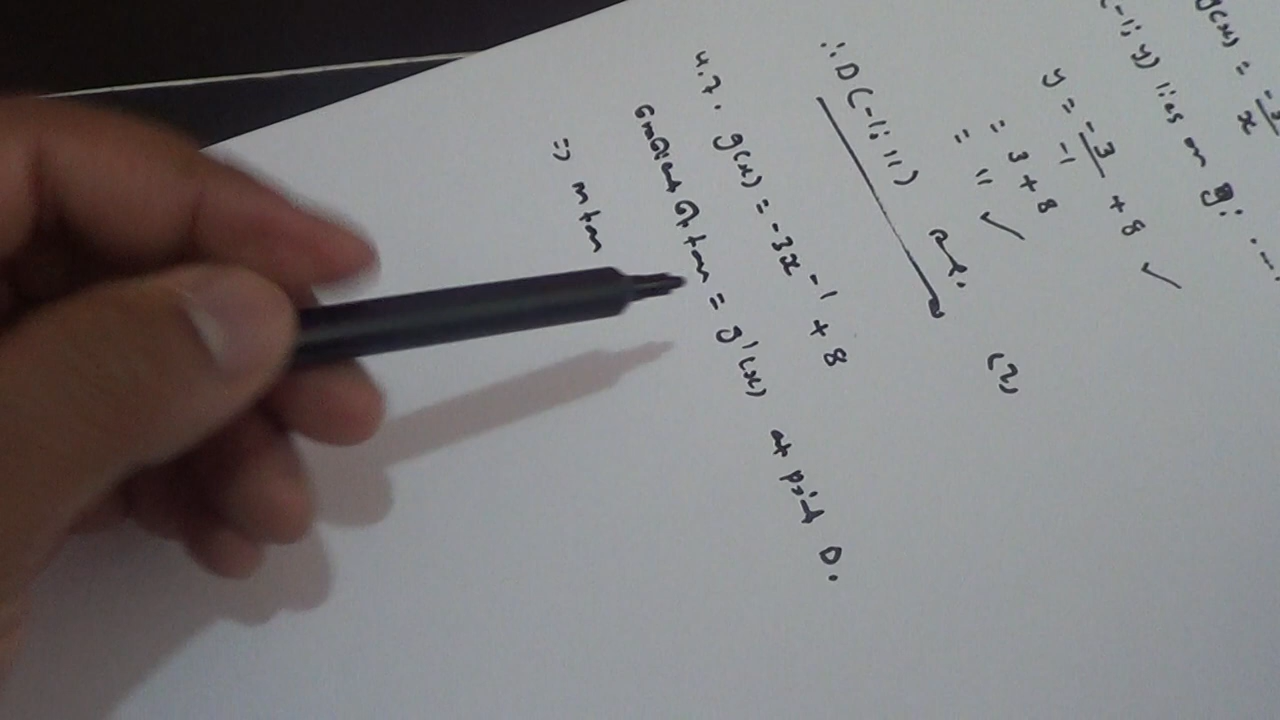 g(x) = -3/x
(-1; y) lies on g: ...
y = -3/-1 + 8 ✓
= 3 + 8
= 11 ✓
∴ D(-1; 11) (2)
4.7. g(x) = -3x⁻¹ + 8
Gradient of tan = g'(x) at point D.
=> m tan